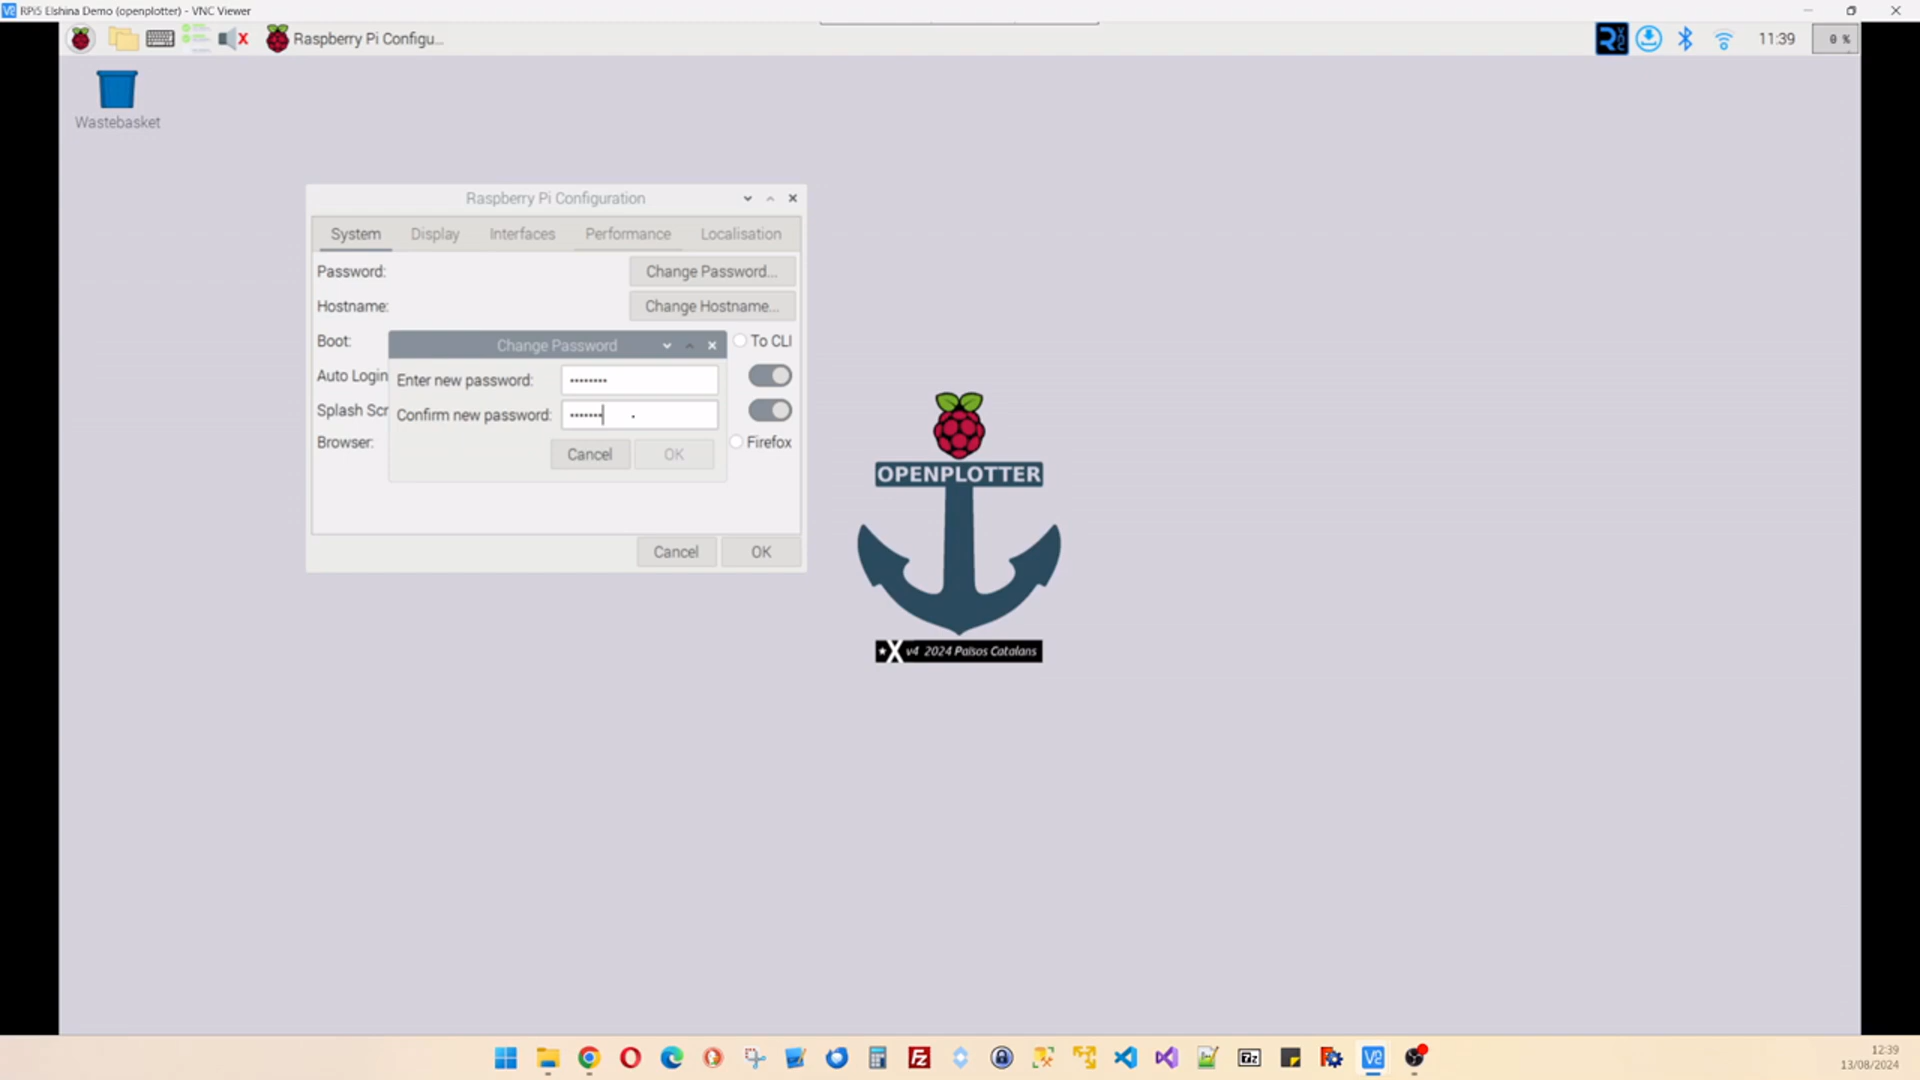 RPi5 Elshina Demo (openplotter) - VNC Viewer
Raspberry Pi Configu...
11:39
0 %
Wastebasket
Raspberry Pi Configuration
System Display Interfaces Performance Localisation
Password: Change Password...
Hostname: Change Hostname...
Boot: To CLI
Change Password
Auto Login
Enter new password: ••••••••
Splash Scr
Confirm new password: •••••••
Browser: Firefox
Cancel OK
Cancel OK
OPENPLOTTER
v4 2024 Països Catalans
12:39
13/08/2024